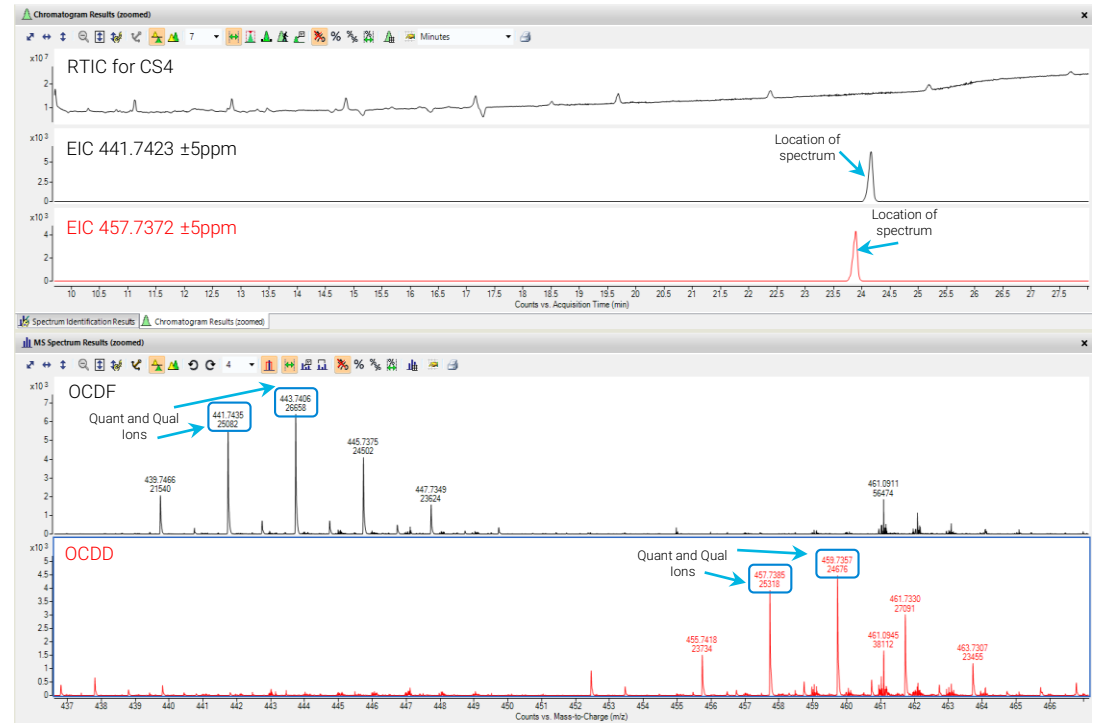 Chromatogram Results (zoomed)
7
Minutes
x10 7
RTIC for CS4
2
1
x10 3
EIC 441.7423 ±5ppm
Location of
spectrum
5
2.5
0
x10 3
EIC 457.7372 ±5ppm
Location of
spectrum
4
2
0
10 10.5 11 11.5 12 12.5 13 13.5 14 14.5 15 15.5 16 16.5 17 17.5 18 18.5 19 19.5 20 20.5 21 21.5 22 22.5 23 23.5 24 24.5 25 25.5 26 26.5 27 27.5
Counts vs. Acquisition Time (min)
Spectrum Identification Results Chromatogram Results (zoomed)
MS Spectrum Results (zoomed)
4
x10 3
OCDF
Quant and Qual
Ions
7
6
5
4
3
2
1
0
443.7406
26658
441.7435
25082
445.7375
24502
439.7466
21540
447.7349
23624
461.0911
56474
x10 3
OCDD
Quant and Qual
Ions
5
4.5
4
3.5
3
2.5
2
1.5
1
0.5
0
459.7357
24676
457.7385
25318
461.7330
27091
455.7418
23734
461.0945
38112
463.7307
23455
437 438 439 440 441 442 443 444 445 446 447 448 449 450 451 452 453 454 455 456 457 458 459 460 461 462 463 464 465 466
Counts vs. Mass-to-Charge (m/z)